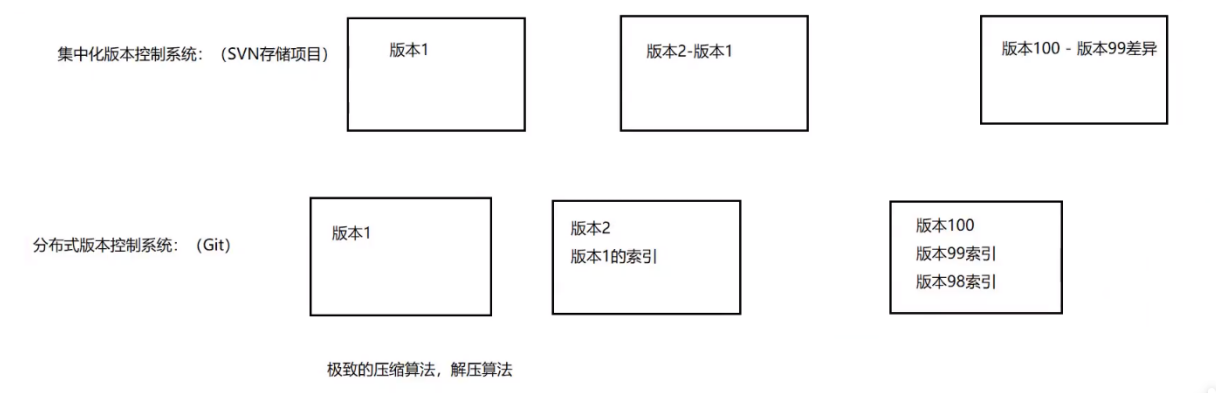 集中化版本控制系统：（SVN存储项目）
版本1
版本2-版本1
版本100 - 版本99差异
分布式版本控制系统：（Git）
版本1
版本2
版本1的索引
版本100
版本99索引
版本98索引
极致的压缩算法，解压算法